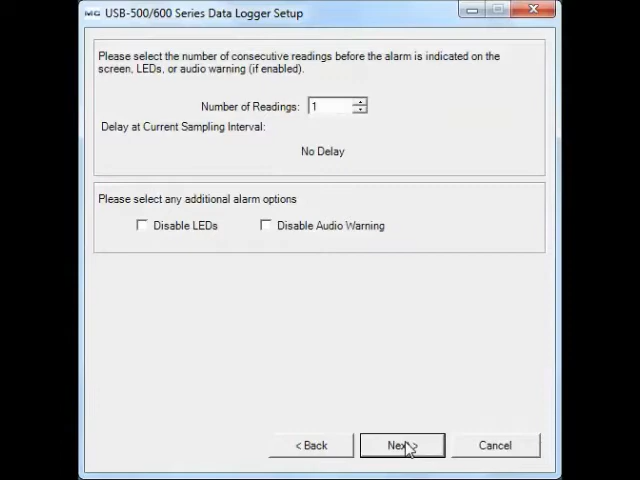 MC USB-500/600 Series Data Logger Setup
Please select the number of consecutive readings before the alarm is indicated on the
screen, LEDs, or audio warning (if enabled).
Number of Readings: 1
Delay at Current Sampling Interval:
No Delay
Please select any additional alarm options
Disable LEDs Disable Audio Warning
< Back Next > Cancel